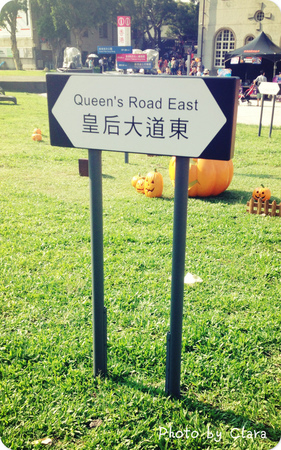 Queen's Road East
皇后大道東
Photo by Clara